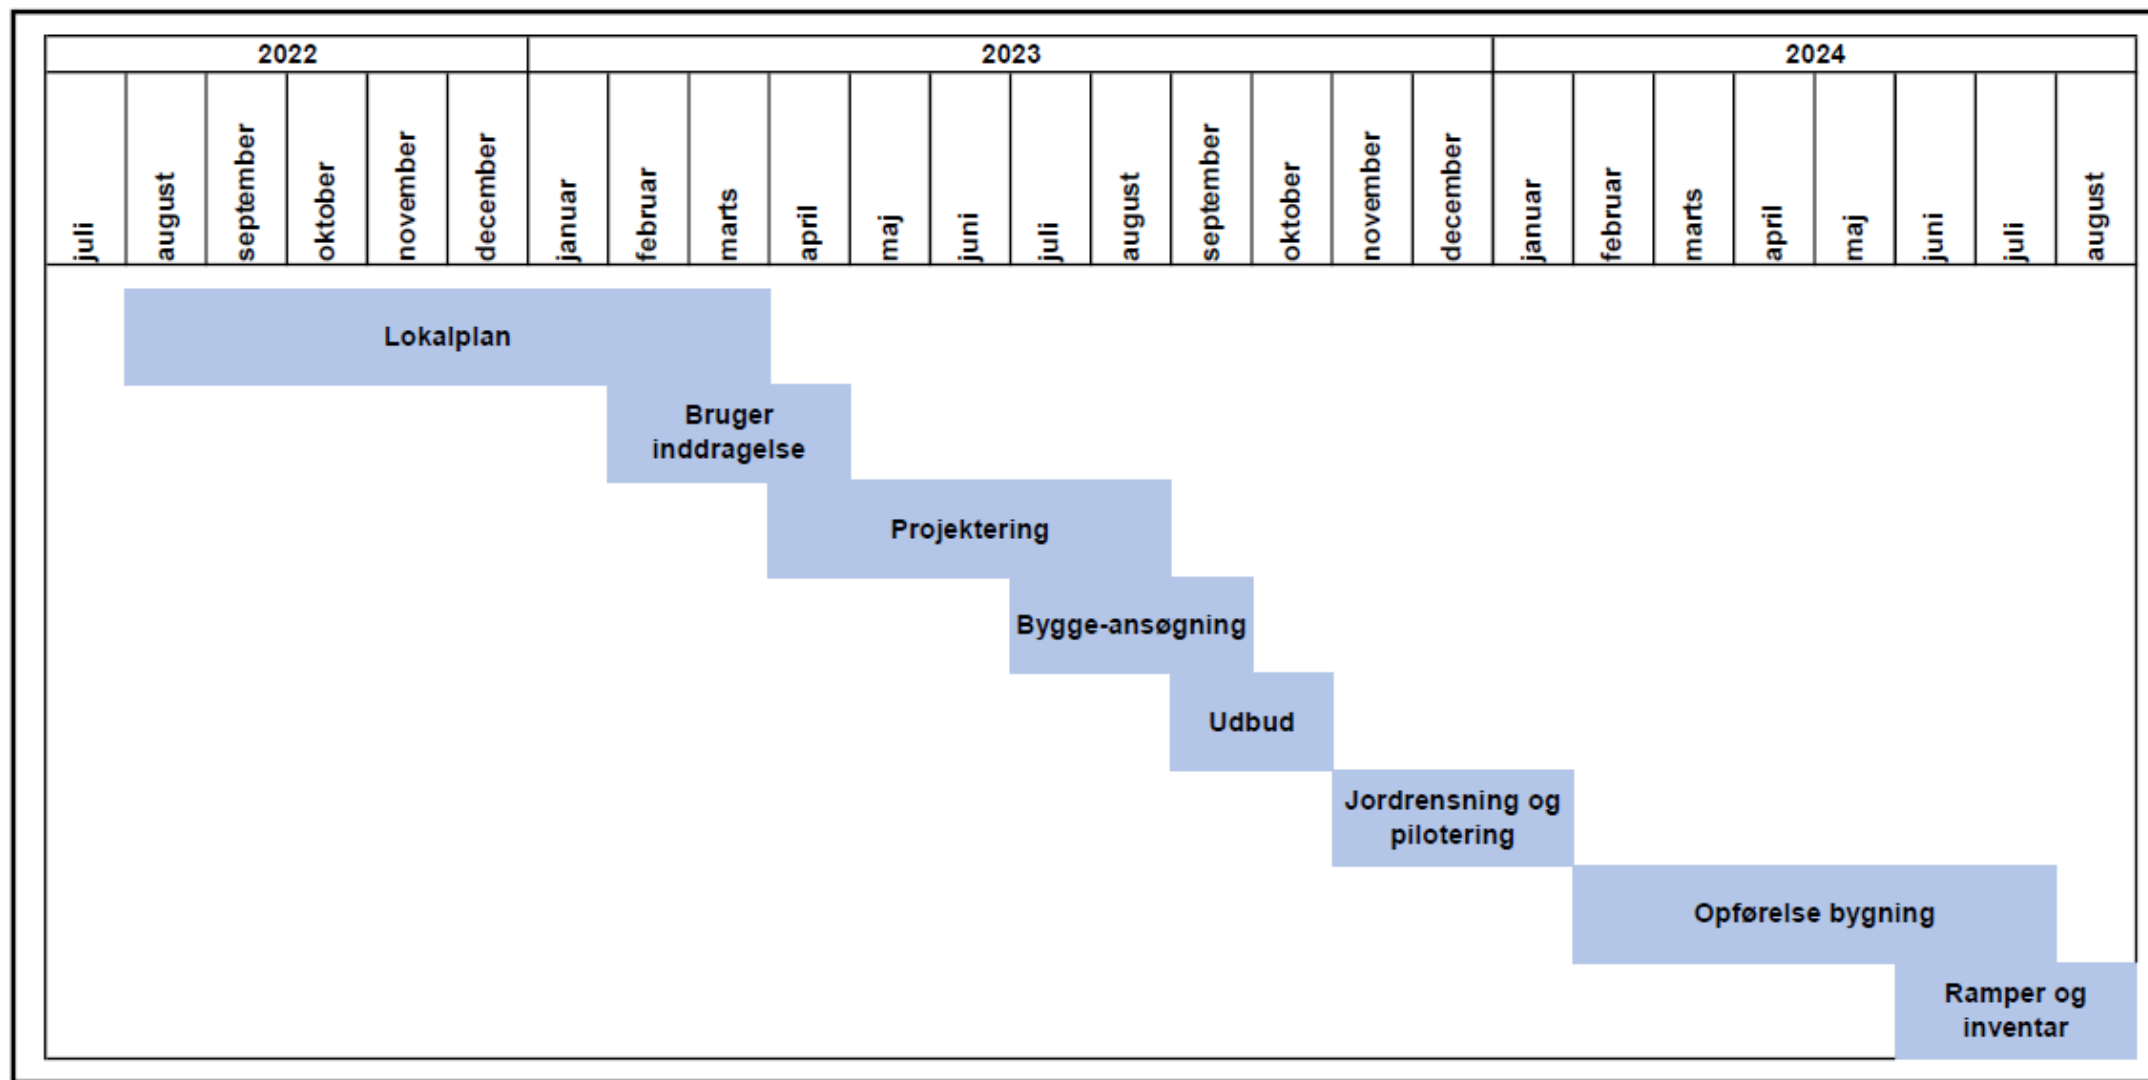 2022 2023 2024
juli august september oktober november december januar februar marts april maj juni juli august september oktober november december januar februar marts april maj juni juli august
Lokalplan
Bruger
inddragelse
Projektering
Bygge-ansøgning
Udbud
Jordrensning og
pilotering
Opførelse bygning
Ramper og
inventar